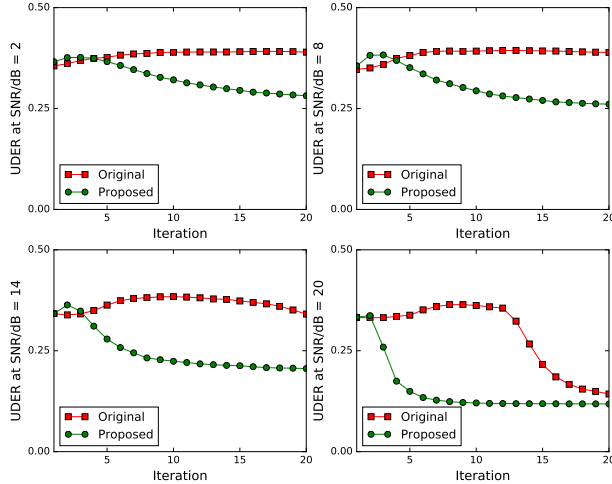 UDER at SNR/dB = 2
0.50
0.25
0.00
Original
Proposed
5
10
15
20
Iteration
UDER at SNR/dB = 8
0.50
0.25
0.00
Original
Proposed
5
10
15
20
Iteration
UDER at SNR/dB = 14
0.50
0.25
0.00
Original
Proposed
5
10
15
20
Iteration
UDER at SNR/dB = 20
0.50
0.25
0.00
Original
Proposed
5
10
15
20
Iteration